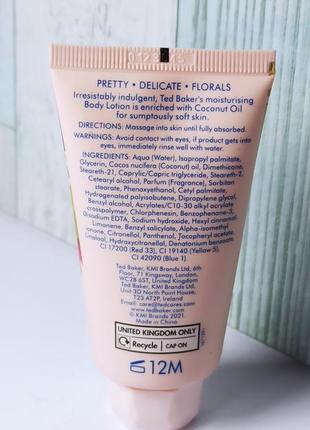 PRETTY • DELICATE • FLORALS
Irresistably indulgent, Ted Baker's moisturising
Body Lotion is enriched with Coconut Oil
for sumptously soft skin.
DIRECTIONS: Massage into skin until fully absorbed.
WARNINGS: Avoid contact with eyes, if product gets into
eyes, immediately rinse well with water.
INGREDIENTS: Aqua (Water), Isopropyl palmitate,
Glycerin, Cocos nucifera (Coconut) oil, Dimethicone,
Steareth-21, Caprylic/Capric triglyceride, Steareth-2,
Cetearyl alcohol, Parfum (Fragrance), Sorbitan
stearate, Phenoxyethanol, Cetyl palmitate,
Hydrogenated polyisobutene, Dipropylene glycol,
Benzyl alcohol, Acrylates/C10-30 alkyl acrylate
crosspolymer, Chlorphenesin, Benzophenone-3,
Disodium EDTA, Sodium hydroxide, Hexyl cinnamal,
Limonene, Benzyl salicylate, Alpha-isomethyl
ionone, Citronellol, Panthenol, Tocopheryl acetate,
Linalool, Hydroxycitronellal, Denatonium benzoate,
CI 17200 (Red 33), CI 19140 (Yellow 5),
CI 42090 (Blue 1).
Ted Baker, KMI Brands Ltd, 6th
Floor, 71 Kingsway, London,
WC2B 6ST, United Kingdom
Ted Baker, KMI Brands Ltd,
Unit 3D North Point House,
T23 AT2P, Ireland
Email: care@tedcares.com
www.tedbaker.com
© KMI Brands 2021.
Made in China
UNITED KINGDOM ONLY
Recycle CAP ON
12M